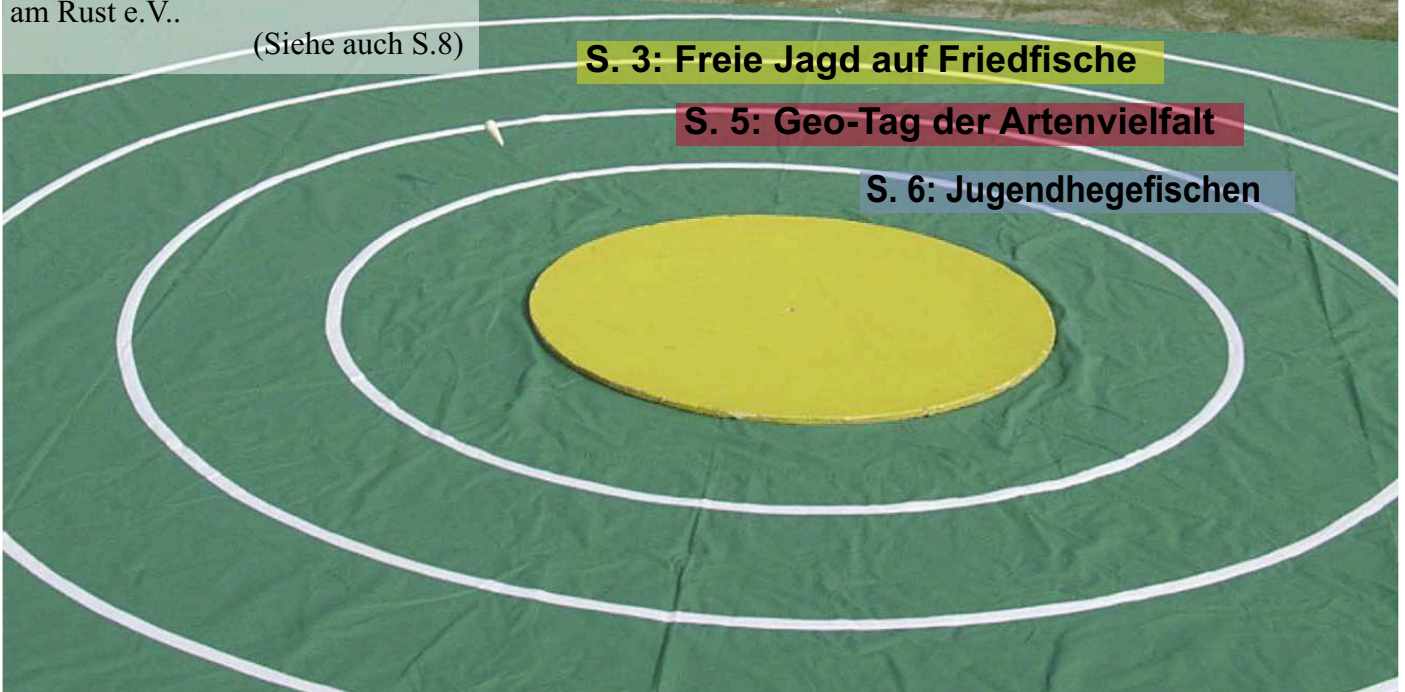 am Rust e.V..
(Siehe auch S.8)
S. 3: Freie Jagd auf Friedfische
S. 5: Geo-Tag der Artenvielfalt
S. 6: Jugendhegefischen